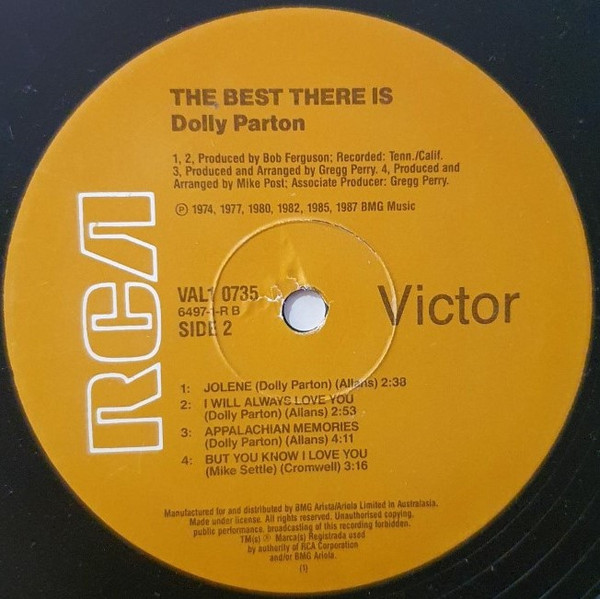 THE BEST THERE IS
Dolly Parton
1, 2, Produced by Bob Ferguson; Recorded: Tenn./Calif.
3, Produced and Arranged by Gregg Perry. 4, Produced and
Arranged by Mike Post; Associate Producer: Gregg Perry.
℗ 1974, 1977, 1980, 1982, 1985, 1987 BMG Music
RCA
VAL1 0735
6497-1-R B
SIDE 2
Victor
1: JOLENE (Dolly Parton) (Allans) 2:38
2: I WILL ALWAYS LOVE YOU
(Dolly Parton) (Allans) 2:53
3: APPALACHIAN MEMORIES
(Dolly Parton) (Allans) 4:11
4: BUT YOU KNOW I LOVE YOU
(Mike Settle) (Cromwell) 3:16
Manufactured for and distributed by BMG Arista/Ariola Limited in Australasia.
Made under license. All rights reserved. Unauthorised copying,
public performance, broadcasting of this recording forbidden.
TM(s) ® Marca(s) Registrada used
by authority of RCA Corporation
and/or BMG Ariola.
(1)